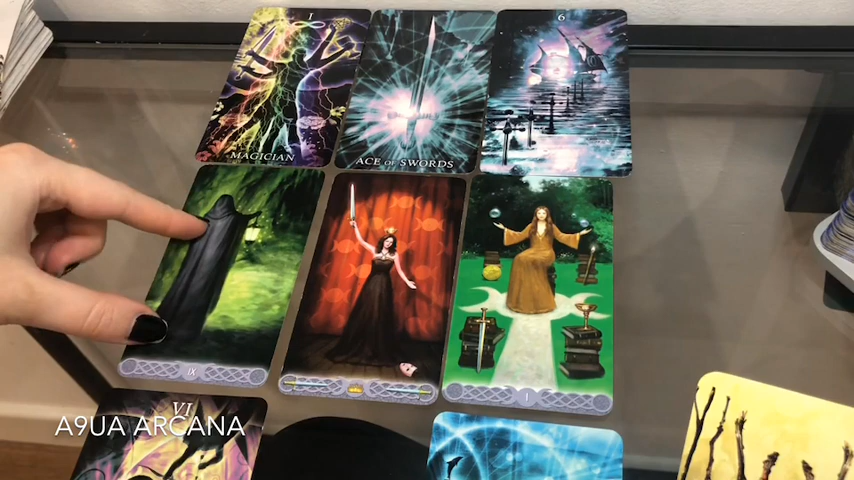 I
6
MAGICIAN
ACE OF SWORDS
IX
I
VI
A9UA ARCANA